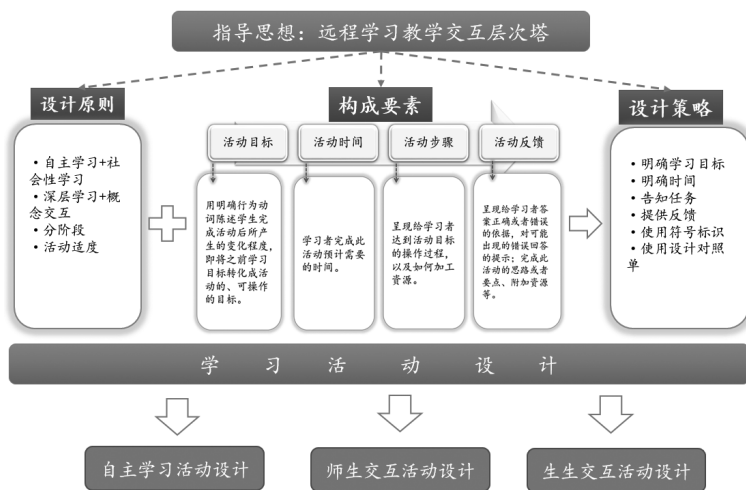 指导思想：远程学习教学交互层次塔
设计原则
构成要素
设计策略
• 自主学习+社
会性学习
• 深层学习+概
念交互
• 分阶段
• 活动适度
活动目标
活动时间
活动步骤
活动反馈
用明确行为动
词陈述学生完
成活动后所产
生的变化程度，
即将之前学习
目标转化成活
动的、可操作
的目标。
学习者完成此
活动预计需要
的时间。
呈现给学习者
达到活动目标
的操作过程，
以及如何加工
资源。
呈现给学习者答
案正确或者错误
的依据，对可能
出现的错误回答
的提示；完成此
活动的思路或者
要点、附加资源
等。
• 明确学习目标
• 明确时间
• 告知任务
• 提供反馈
• 使用符号标识
• 使用设计对照
单
学 习 活 动 设 计
自主学习活动设计
师生交互活动设计
生生交互活动设计